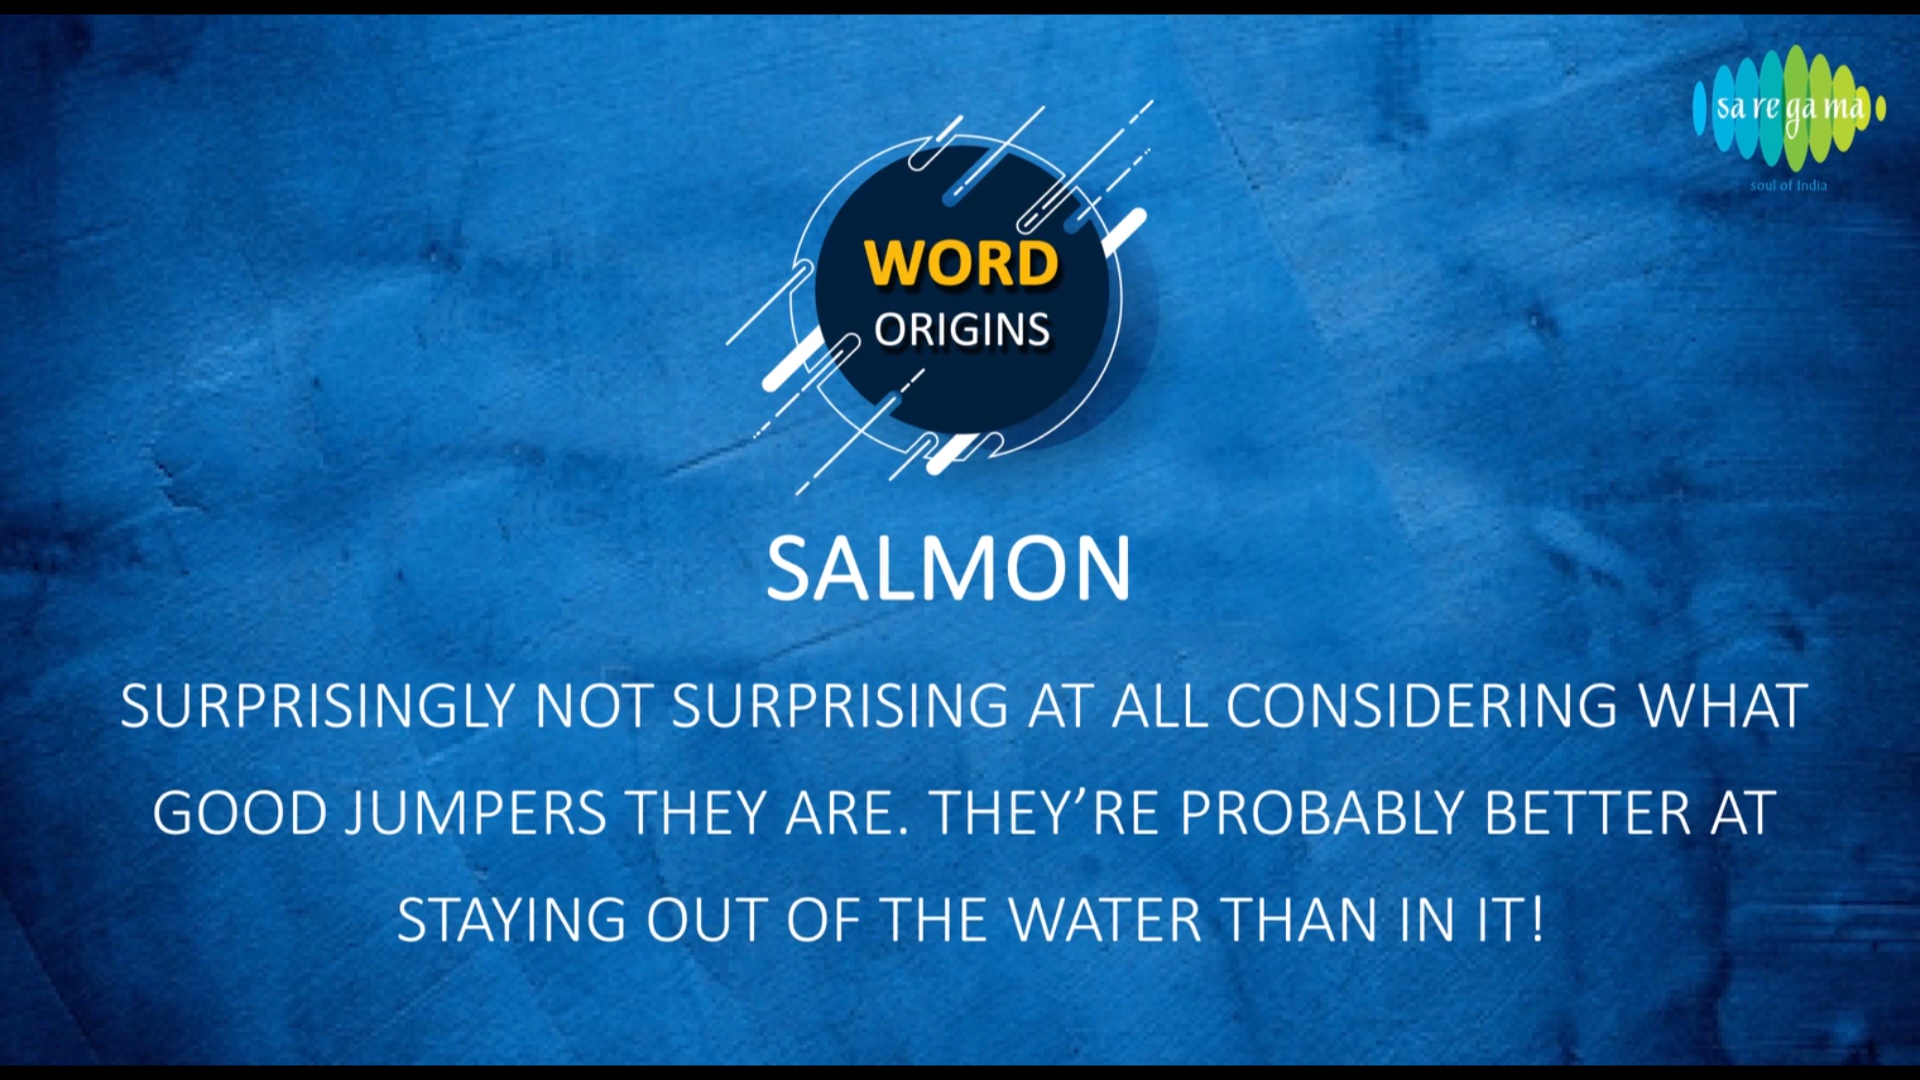 sa re ga ma
soul of India
WORD
ORIGINS
SALMON
SURPRISINGLY NOT SURPRISING AT ALL CONSIDERING WHAT
GOOD JUMPERS THEY ARE. THEY’RE PROBABLY BETTER AT
STAYING OUT OF THE WATER THAN IN IT!